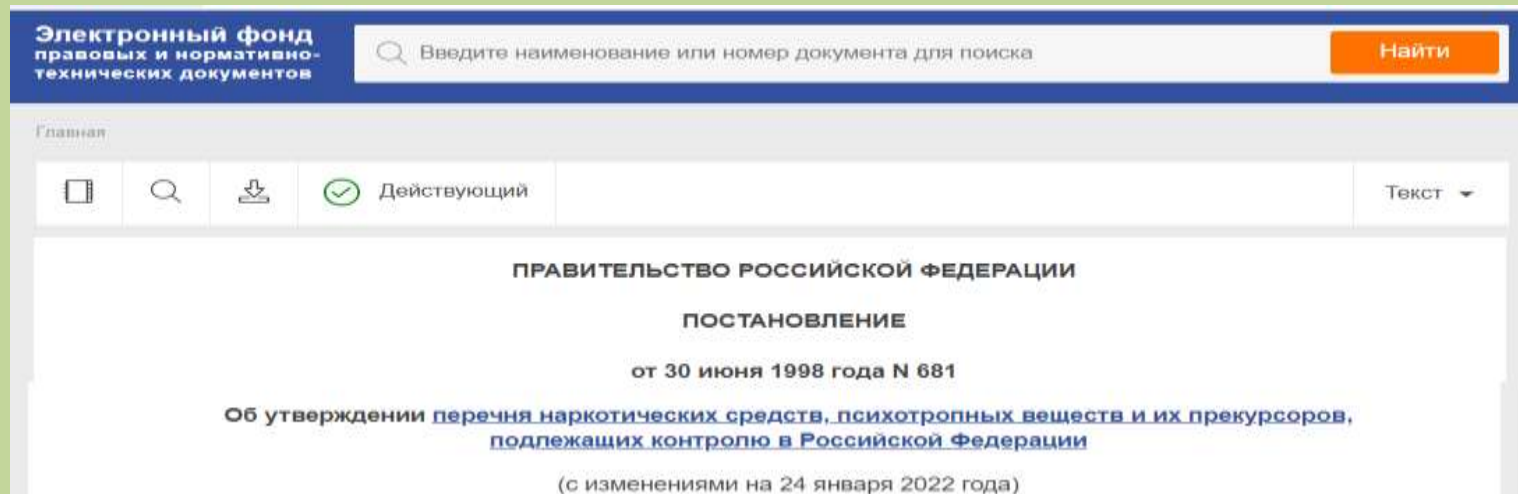 Электронный фонд
правовых и нормативно-
технических документов
Введите наименование или номер документа для поиска
Найти
Главная
Действующий
Текст
ПРАВИТЕЛЬСТВО РОССИЙСКОЙ ФЕДЕРАЦИИ
ПОСТАНОВЛЕНИЕ
от 30 июня 1998 года N 681
Об утверждении перечня наркотических средств, психотропных веществ и их прекурсоров,
подлежащих контролю в Российской Федерации
(с изменениями на 24 января 2022 года)